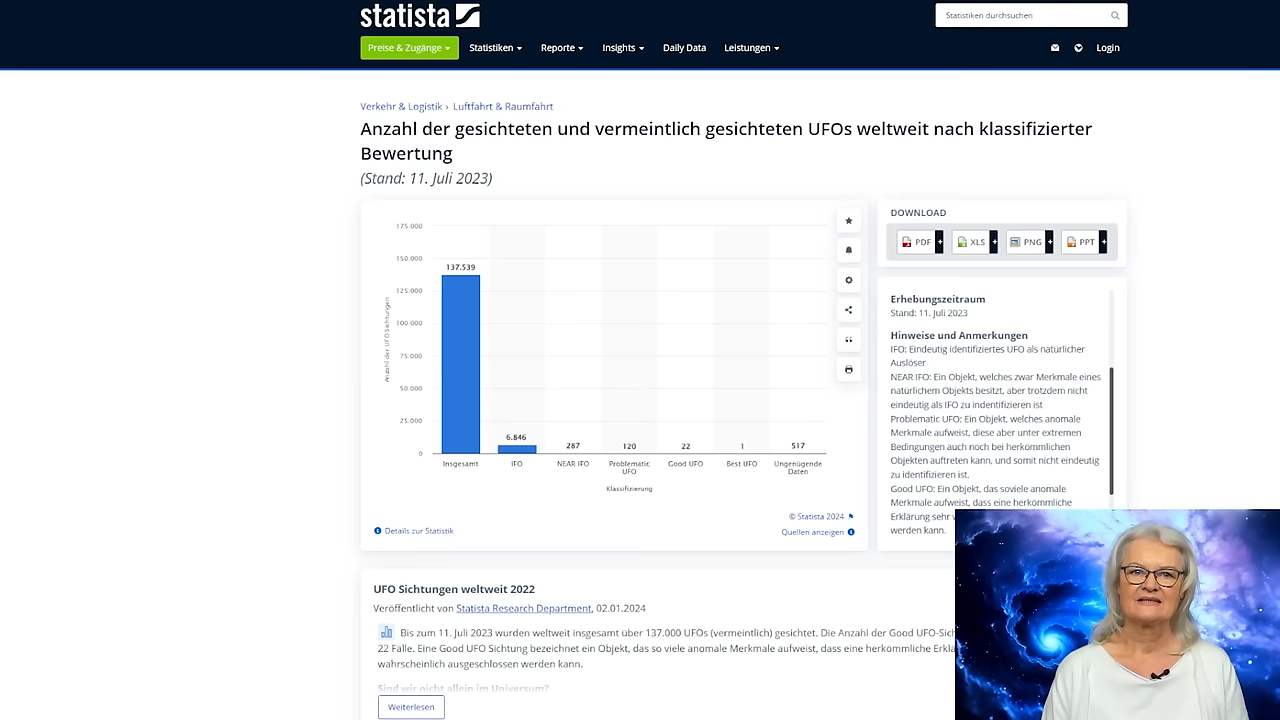 statista
Statistiken durchsuchen
Preise & Zugänge Statistiken Reporte Insights Daily Data Leistungen Login
Verkehr & Logistik › Luftfahrt & Raumfahrt
Anzahl der gesichteten und vermeintlich gesichteten UFOs weltweit nach klassifizierter
Bewertung
(Stand: 11. Juli 2023)
175.000
150.000
125.000
100.000
75.000
50.000
25.000
0
Anzahl der UFO Sichtungen
137.539
6.846
287
120
22
1
517
Insgesamt
IFO
NEAR IFO
Problematic
UFO
Good UFO
Best UFO
Ungenügende
Daten
Klassifizierung
© Statista 2024
Details zur Statistik
Quellen anzeigen
DOWNLOAD
PDF + XLS + PNG + PPT +
Erhebungszeitraum
Stand: 11. Juli 2023
Hinweise und Anmerkungen
IFO: Eindeutig identifiziertes UFO als natürlicher
Auslöser
NEAR IFO: Ein Objekt, welches zwar Merkmale eines
natürlichem Objekts besitzt, aber trotzdem nicht
eindeutig als IFO zu indentifizieren ist
Problematic UFO: Ein Objekt, welches anomale
Merkmale aufweist, diese aber unter extremen
Bedingungen auch noch bei herkömmlichen
Objekten auftreten kann, und somit nicht eindeutig
zu identifizieren ist.
Good UFO: Ein Objekt, das soviele anomale
Merkmale aufweist, dass eine herkömmliche
Erklärung sehr
werden kann.
UFO Sichtungen weltweit 2022
Veröffentlicht von Statista Research Department, 02.01.2024
Bis zum 11. Juli 2023 wurden weltweit insgesamt über 137.000 UFOs (vermeintlich) gesichtet. Die Anzahl der Good UFO-Sich
22 Fälle. Eine Good UFO Sichtung bezeichnet ein Objekt, das so viele anomale Merkmale aufweist, dass eine herkömmliche Erklä
wahrscheinlich ausgeschlossen werden kann.
Sind wir nicht allein im Universum?
Weiterlesen